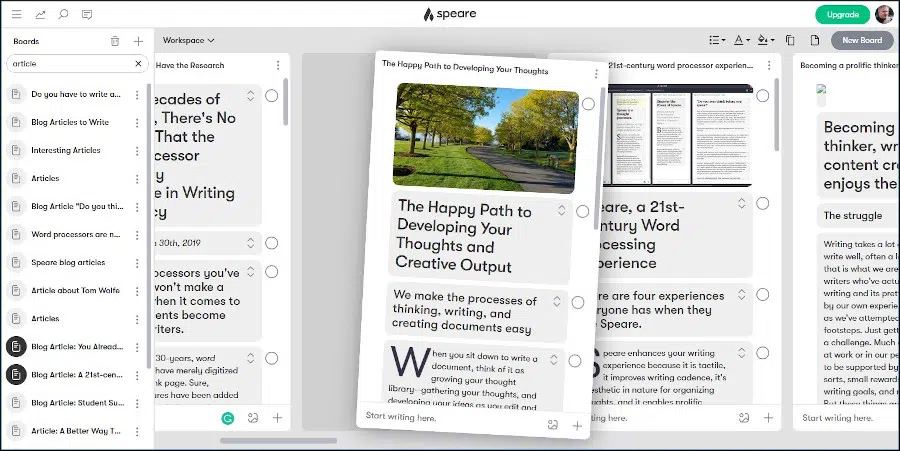 speare
Upgrade
Boards
Workspace
New Board
article
Do you have to write a...
Blog Articles to Write
Interesting Articles
Articles
Blog Article "Do you thi...
Word processors are n...
Speare blog articles
Article about Tom Wolfe
Articles
Blog Article: You Alread...
Blog Article: A 21st-cen...
Blog Article: Student Su...
Article: A Better Way T...
Have the Research
ecades of
, There's No
That the
ocessor
y
e in Writing
cy
a 30th, 2019
ocessors you've
on't make a
when it comes to
ents become
riters.
30-years, word
have merely digitized
nk page. Sure,
ures have been added
The Happy Path to Developing Your Thoughts
The Happy Path to
Developing Your
Thoughts and
Creative Output
We make the processes of
thinking, writing, and
creating documents easy
When you sit down to write a
document, think of it as
growing your thought
library—gathering your thoughts, and
developing your ideas as you edit and
Start writing here.
21st-century word processor experien...
eare, a 21st-
entury Word
ocessing
perience
ere are four experiences
eryone has when they
e Speare.
Speare enhances your writing
experience because it is tactile,
it improves writing cadence, it's
esthetic in nature for organizing
thoughts, and it enables prolific
writing here.
Becoming a prolific thinker
Becoming
thinker, wr
content cre
enjoys the
The struggle
Writing takes a lot
write well, often a l
that is what we are
writers who've actu
writing and its pret
by our own experie
as we've attempted
footsteps. Just gett
a challenge. Much
at work or in our pe
to be supported by
sorts, small reward
writing goals, and r
But these things ar
Start writing here.